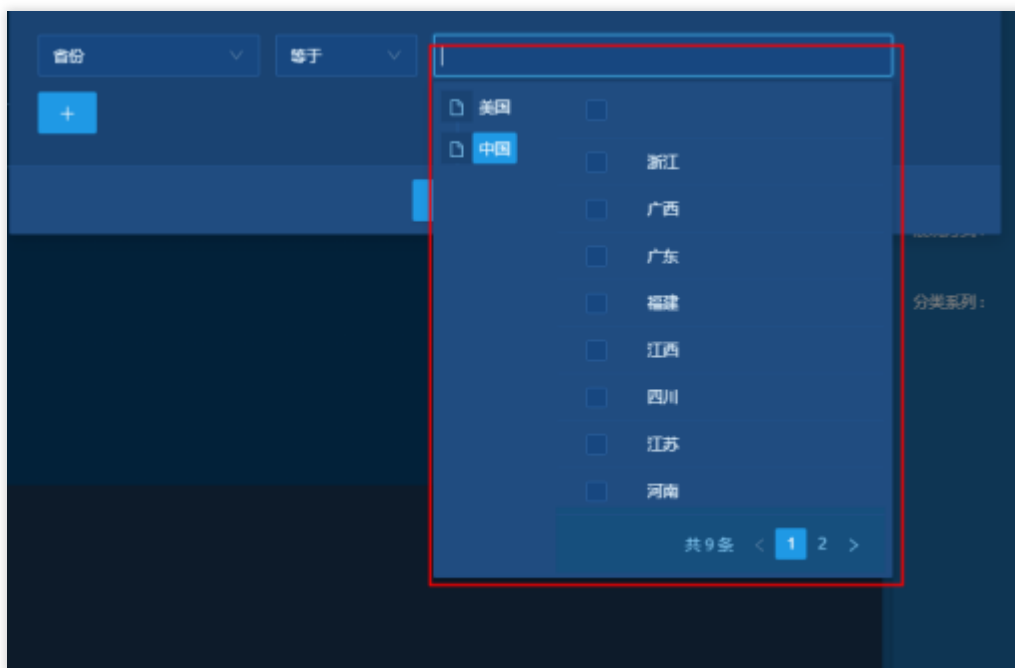 省份 等于
+
美国
中国
浙江
广西
广东
福建
江西
四川
江苏
河南
共 9 条 < 1 2 >
分类系列：